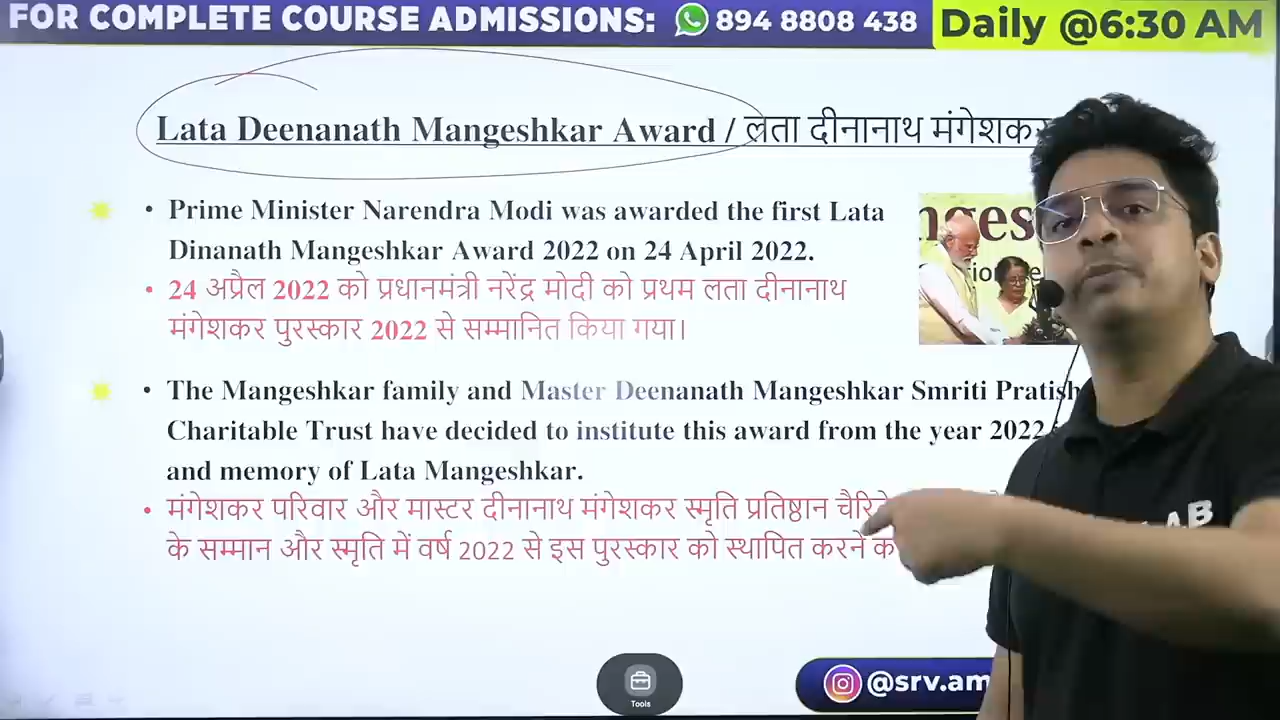 FOR COMPLETE COURSE ADMISSIONS: 894 8808 438 Daily @6:30 AM
Lata Deenanath Mangeshkar Award / लता दीनानाथ मंगेशकर
• Prime Minister Narendra Modi was awarded the first Lata
Dinanath Mangeshkar Award 2022 on 24 April 2022.
• 24 अप्रैल 2022 को प्रधानमंत्री नरेंद्र मोदी को प्रथम लता दीनानाथ
मंगेशकर पुरस्कार 2022 से सम्मानित किया गया।
• The Mangeshkar family and Master Deenanath Mangeshkar Smriti
Charitable Trust have decided to institute this award from the year 2022
and memory of Lata Mangeshkar.
• मंगेशकर परिवार और मास्टर दीनानाथ मंगेशकर स्मृति प्रतिष्ठान
के सम्मान और स्मृति में वर्ष 2022 से इस पुरस्कार को स्थापित करने
Tools
@srv.am